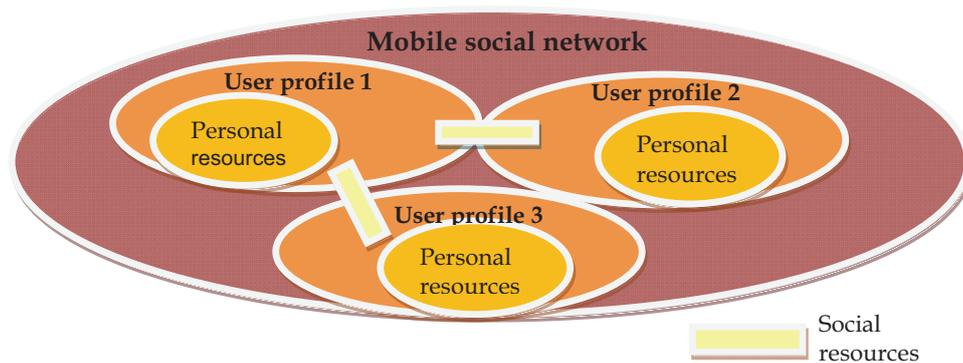 Mobile social network
User profile 1
User profile 2
Personal
resources
Personal
resources
User profile 3
Personal
resources
Social
resources